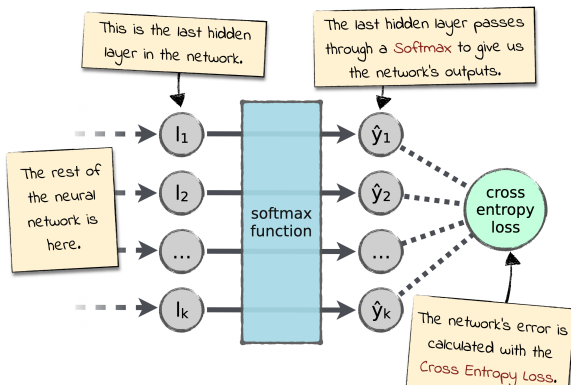 This is the last hidden
layer in the network.
The last hidden layer passes
through a Softmax to give us
the network's outputs.
l₁
ŷ₁
The rest of
the neural
network is
here.
l₂
ŷ₂
softmax
function
cross
entropy
loss
...
...
lₖ
ŷₖ
The network's error is
calculated with the
Cross Entropy Loss.